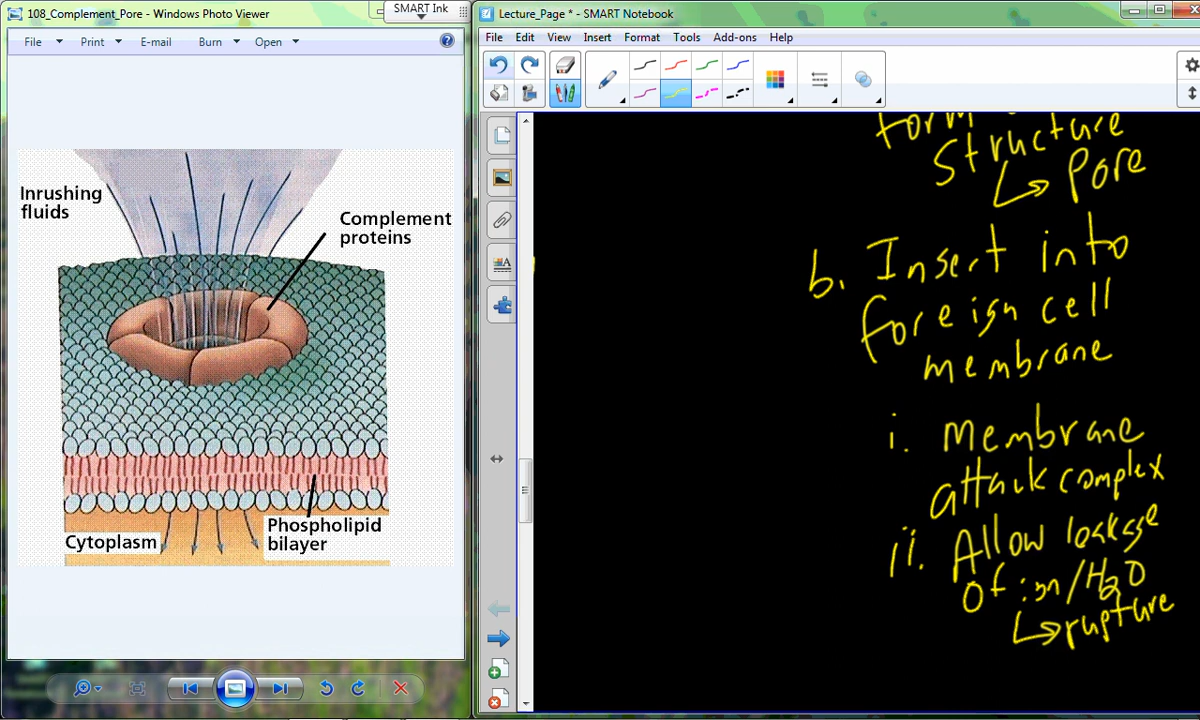 108_Complement_Pore - Windows Photo Viewer
SMART Ink
File Print E-mail Burn Open
Inrushing
fluids
Complement
proteins
Phospholipid
bilayer
Cytoplasm
Lecture_Page * - SMART Notebook
File Edit View Insert Format Tools Add-ons Help
form
Structure
↳ Pore
b. Insert into
foreign cell
membrane
i. Membrane
attack complex
ii. Allow leakage
of ion/H2O
↳ rupture